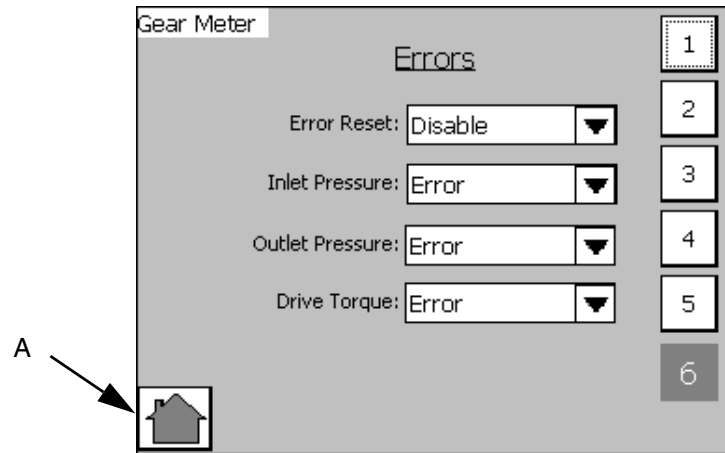 Gear Meter
Errors
Error Reset: Disable
Inlet Pressure: Error
Outlet Pressure: Error
Drive Torque: Error
1
2
3
4
5
6
A